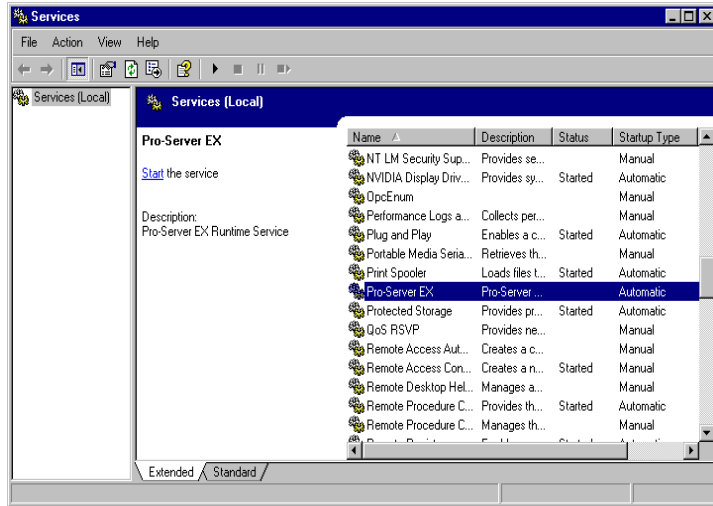 Services
File Action View Help
Services (Local)
Services (Local)
Pro-Server EX
Start the service
Description:
Pro-Server EX Runtime Service
Name Description Status Startup Type
NT LM Security Sup... Provides se... Manual
NVIDIA Display Driv... Provides sy... Started Automatic
OpcEnum Manual
Performance Logs a... Collects per... Manual
Plug and Play Enables a c... Started Automatic
Portable Media Seria... Retrieves th... Manual
Print Spooler Loads files t... Started Automatic
Pro-Server EX Pro-Server ... Automatic
Protected Storage Provides pr... Started Automatic
QoS RSVP Provides ne... Manual
Remote Access Aut... Creates a c... Manual
Remote Access Con... Creates a n... Started Manual
Remote Desktop Hel... Manages a... Manual
Remote Procedure C... Provides th... Started Automatic
Remote Procedure C... Manages th... Manual
Extended Standard